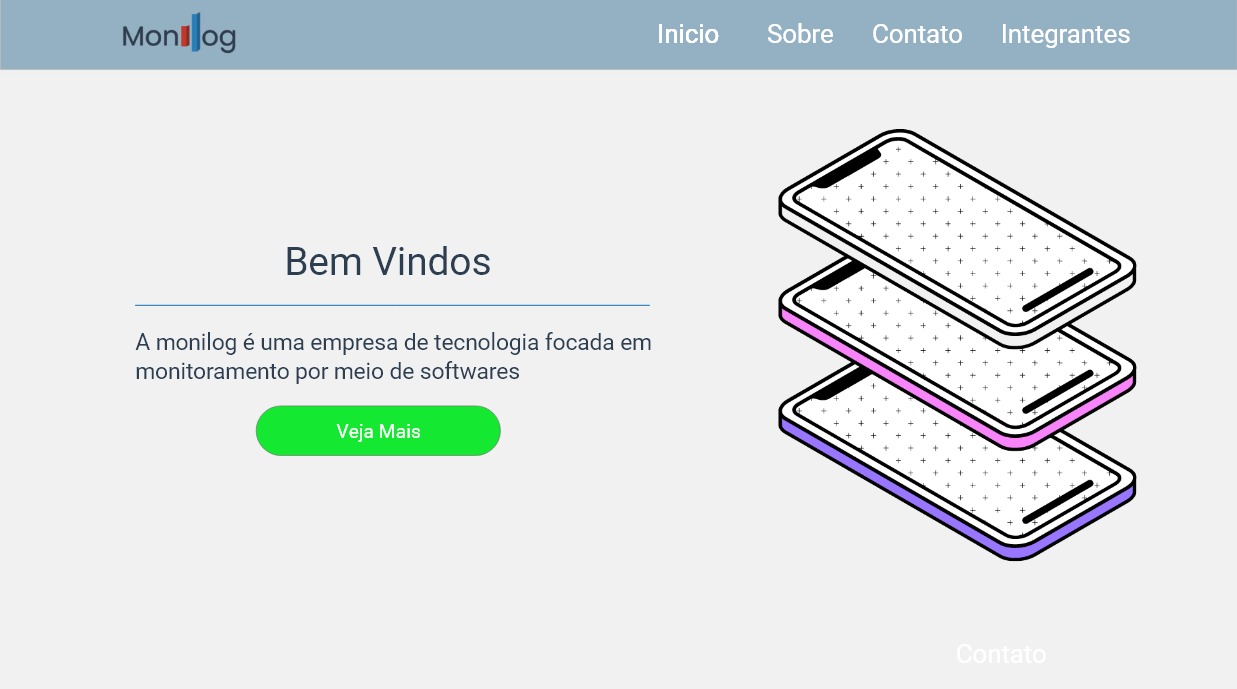 Monilog
Inicio Sobre Contato Integrantes
Bem Vindos
A monilog é uma empresa de tecnologia focada em
monitoramento por meio de softwares
Veja Mais
Contato